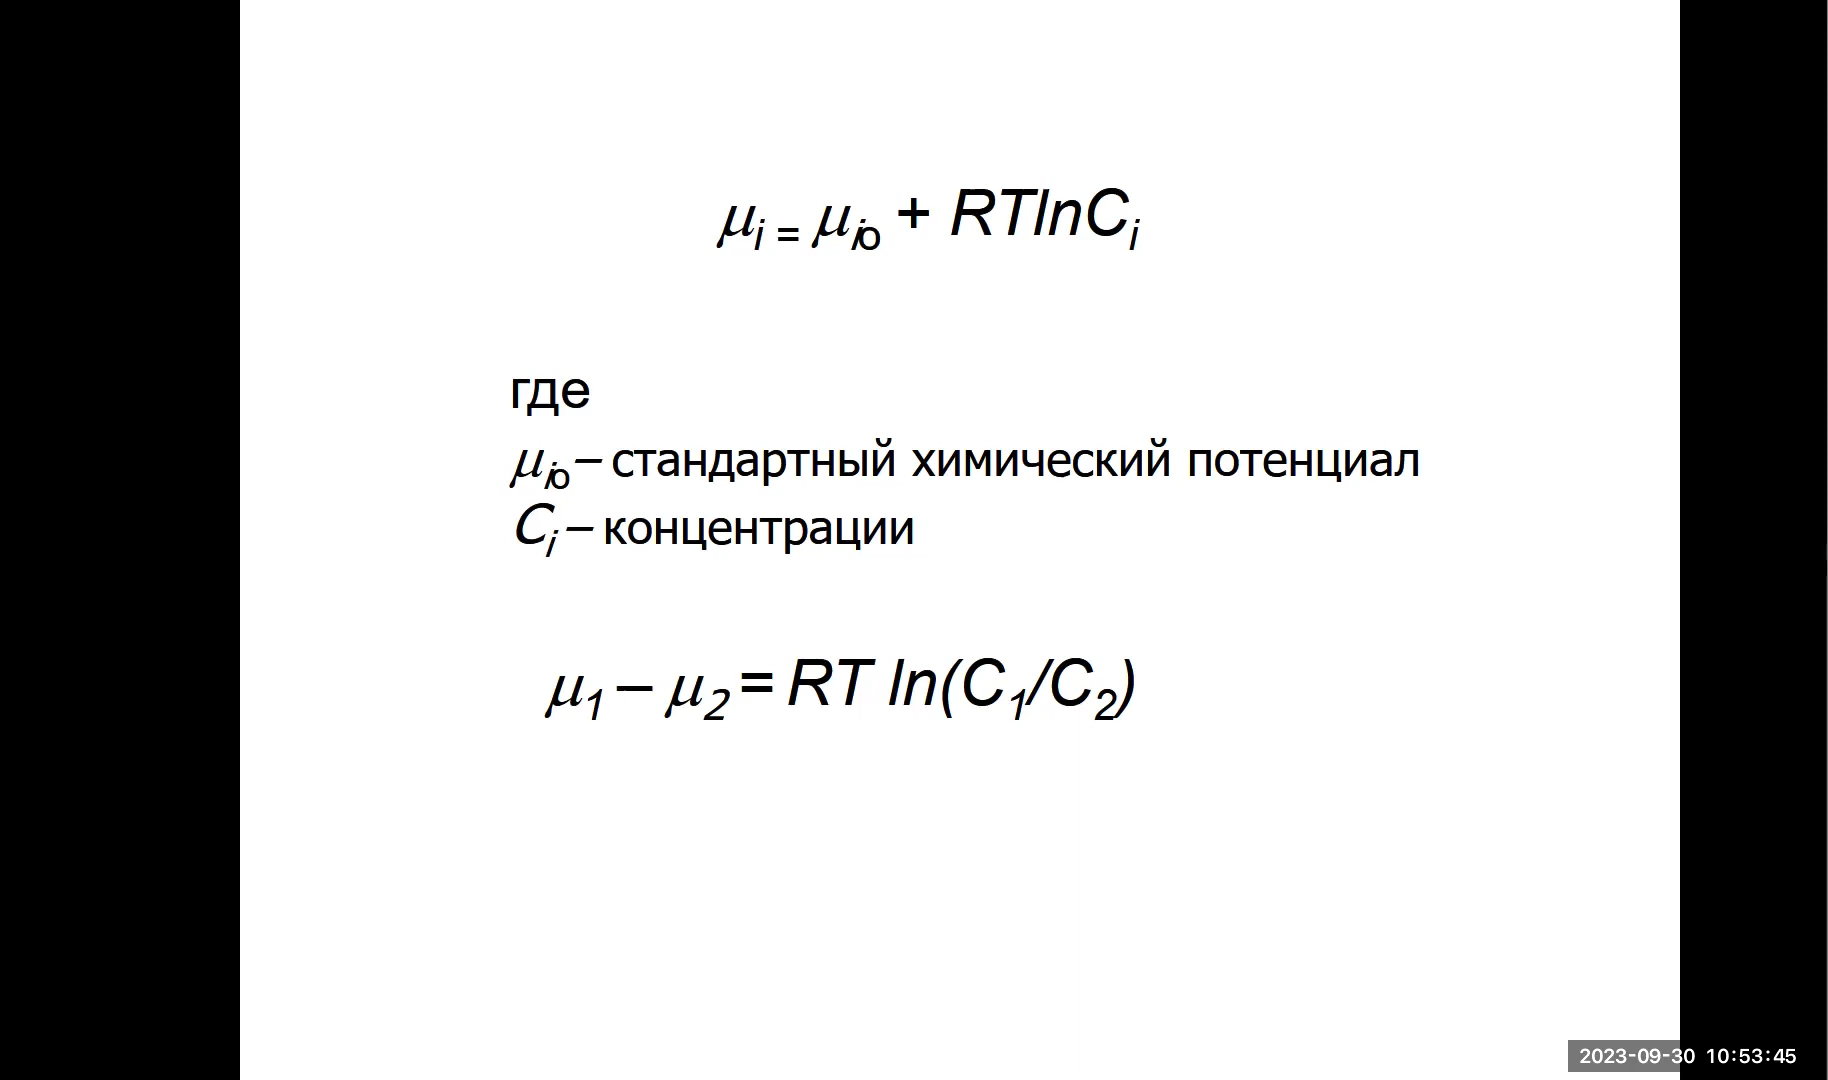 μi = μio + RTlnCi
где
μio – стандартный химический потенциал
Ci – концентрации
μ1 – μ2 = RT ln(C1/C2)
2023-09-30 10:53:45